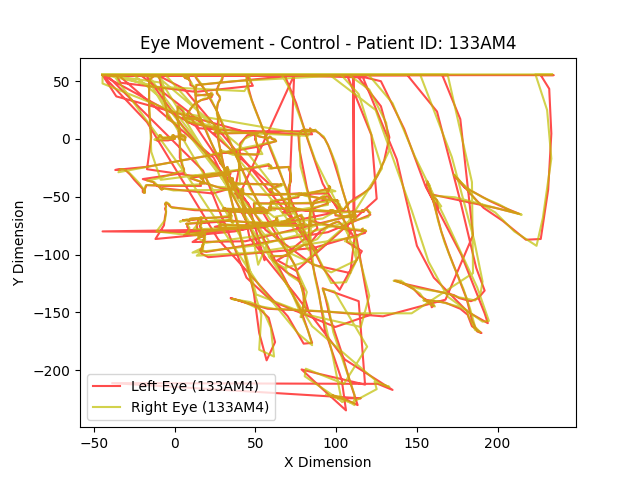 Eye Movement - Control - Patient ID: 133AM4
Y Dimension
50
0
−50
−100
−150
−200
−50
0
50
100
150
200
X Dimension
Left Eye (133AM4)
Right Eye (133AM4)